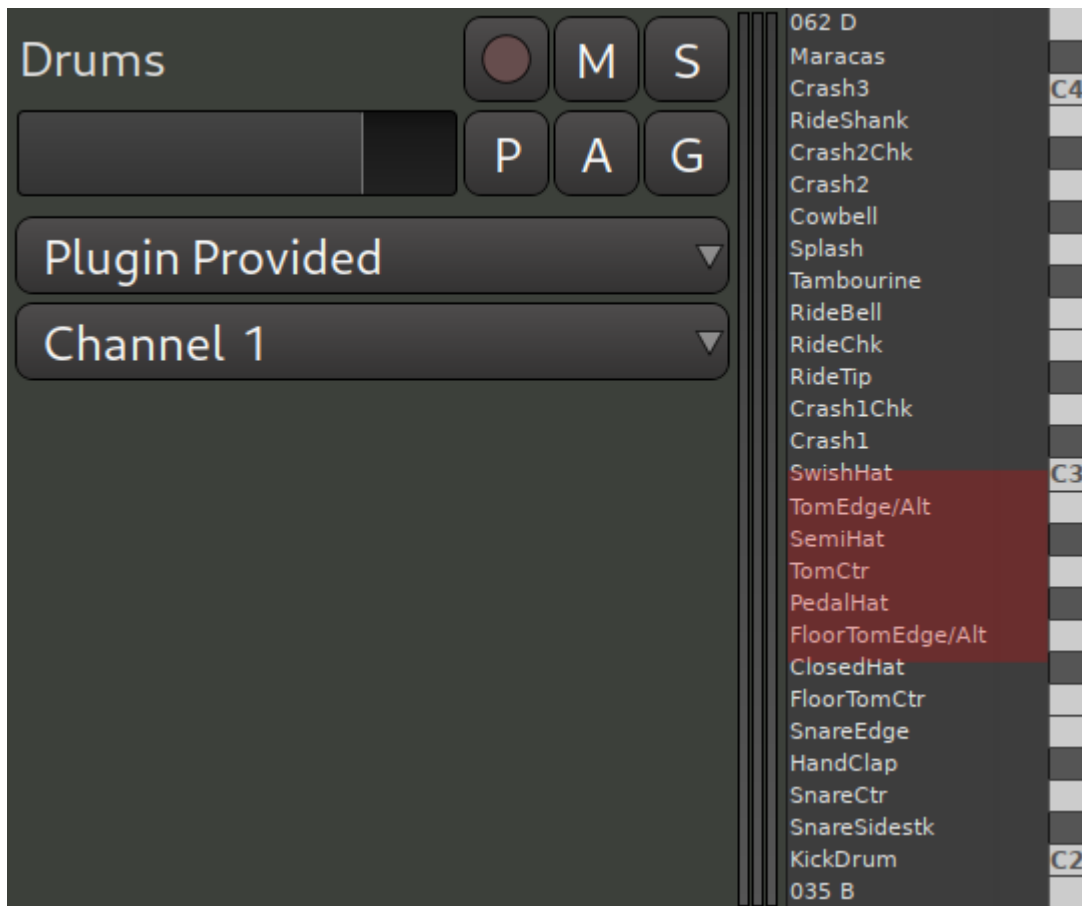 Drums
M S
P A G
Plugin Provided
Channel 1
062 D
Maracas
Crash3 C4
RideShank
Crash2Chk
Crash2
Cowbell
Splash
Tambourine
RideBell
RideChk
RideTip
Crash1Chk
Crash1
SwishHat C3
TomEdge/Alt
SemiHat
TomCtr
PedalHat
FloorTomEdge/Alt
ClosedHat
FloorTomCtr
SnareEdge
HandClap
SnareCtr
SnareSidestk
KickDrum C2
035 B